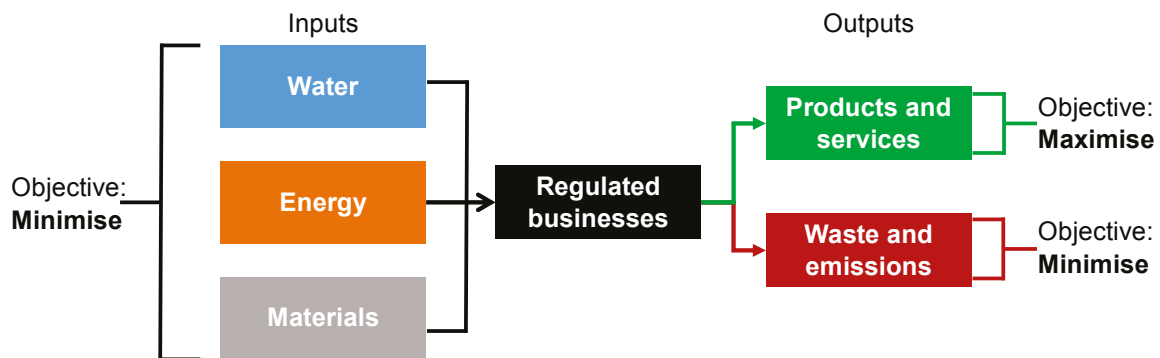 Inputs
Outputs
Objective:
Minimise
Water
Energy
Materials
Regulated
businesses
Products and
services
Waste and
emissions
Objective:
Maximise
Objective:
Minimise